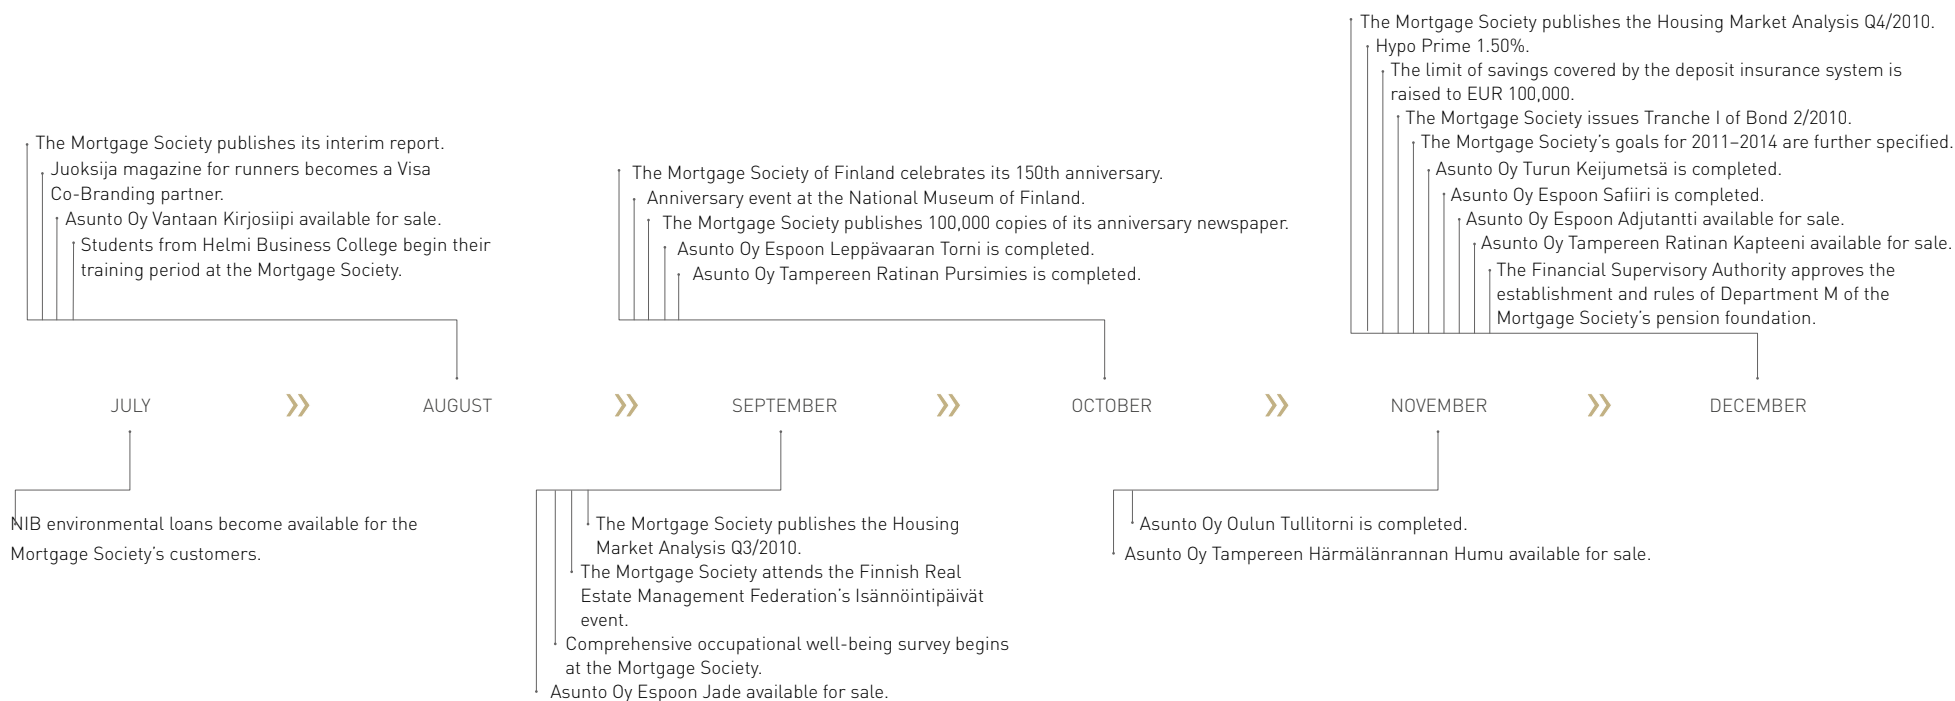 The Mortgage Society publishes its interim report.
Juoksija magazine for runners becomes a Visa
Co-Branding partner.
Asunto Oy Vantaan Kirjosiipi available for sale.
Students from Helmi Business College begin their
training period at the Mortgage Society.
The Mortgage Society of Finland celebrates its 150th anniversary.
Anniversary event at the National Museum of Finland.
The Mortgage Society publishes 100,000 copies of its anniversary newspaper.
Asunto Oy Espoon Leppävaaran Torni is completed.
Asunto Oy Tampereen Ratinan Pursimies is completed.
The Mortgage Society publishes the Housing Market Analysis Q4/2010.
Hypo Prime 1.50%.
The limit of savings covered by the deposit insurance system is
raised to EUR 100,000.
The Mortgage Society issues Tranche I of Bond 2/2010.
The Mortgage Society's goals for 2011–2014 are further specified.
Asunto Oy Turun Keijumetsä is completed.
Asunto Oy Espoon Safiiri is completed.
Asunto Oy Espoon Adjutantti available for sale.
Asunto Oy Tampereen Ratinan Kapteeni available for sale.
The Financial Supervisory Authority approves the
establishment and rules of Department M of the
Mortgage Society's pension foundation.
JULY » AUGUST » SEPTEMBER » OCTOBER » NOVEMBER » DECEMBER
NIB environmental loans become available for the
Mortgage Society's customers.
The Mortgage Society publishes the Housing
Market Analysis Q3/2010.
The Mortgage Society attends the Finnish Real
Estate Management Federation's Isännöintipäivät
event.
Comprehensive occupational well-being survey begins
at the Mortgage Society.
Asunto Oy Espoon Jade available for sale.
Asunto Oy Oulun Tullitorni is completed.
Asunto Oy Tampereen Härmälänrannan Humu available for sale.